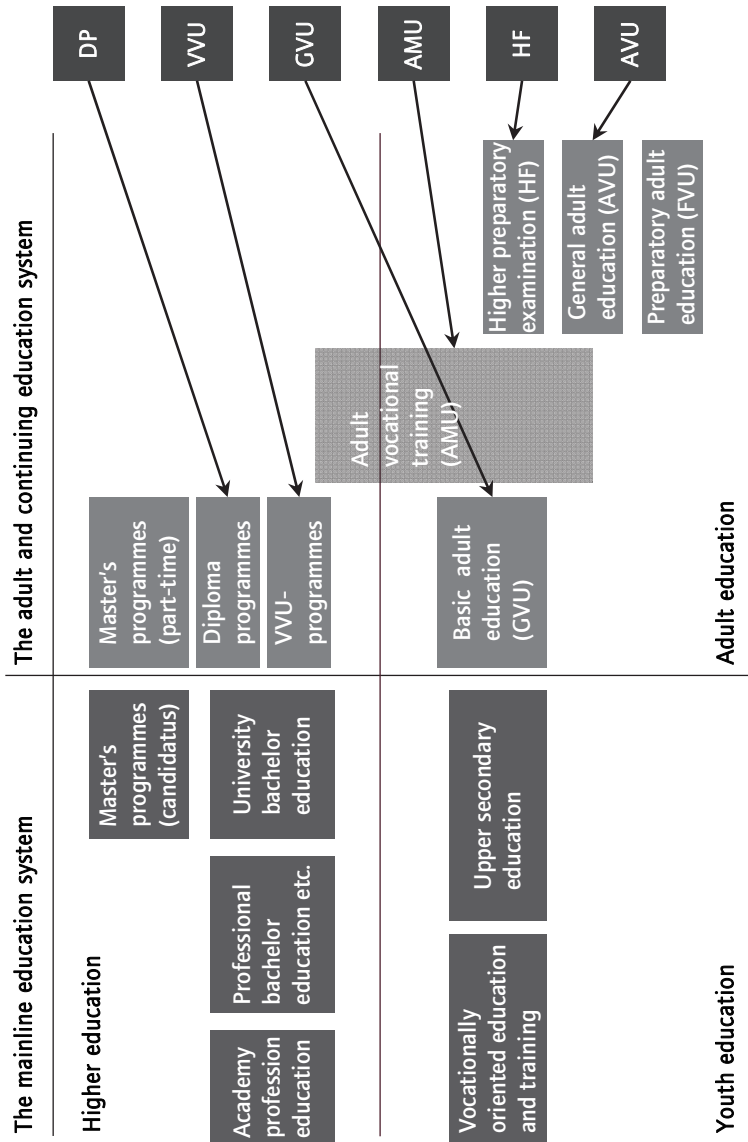 The mainline education system
The adult and continuing education system
Higher education
Master's
programmes
(candidatus)
Master's
programmes
(part-time)
DP
Academy
profession
education
Professional
bachelor
education etc.
University
bachelor
education
Diploma
programmes
VVU
VVU-
programmes
GVU
Adult
vocational
training
(AMU)
AMU
Vocationally
oriented education
and training
Upper secondary
education
Basic adult
education
(GVU)
Higher preparatory
examination (HF)
HF
General adult
education (AVU)
AVU
Preparatory adult
education (FVU)
Youth education
Adult education